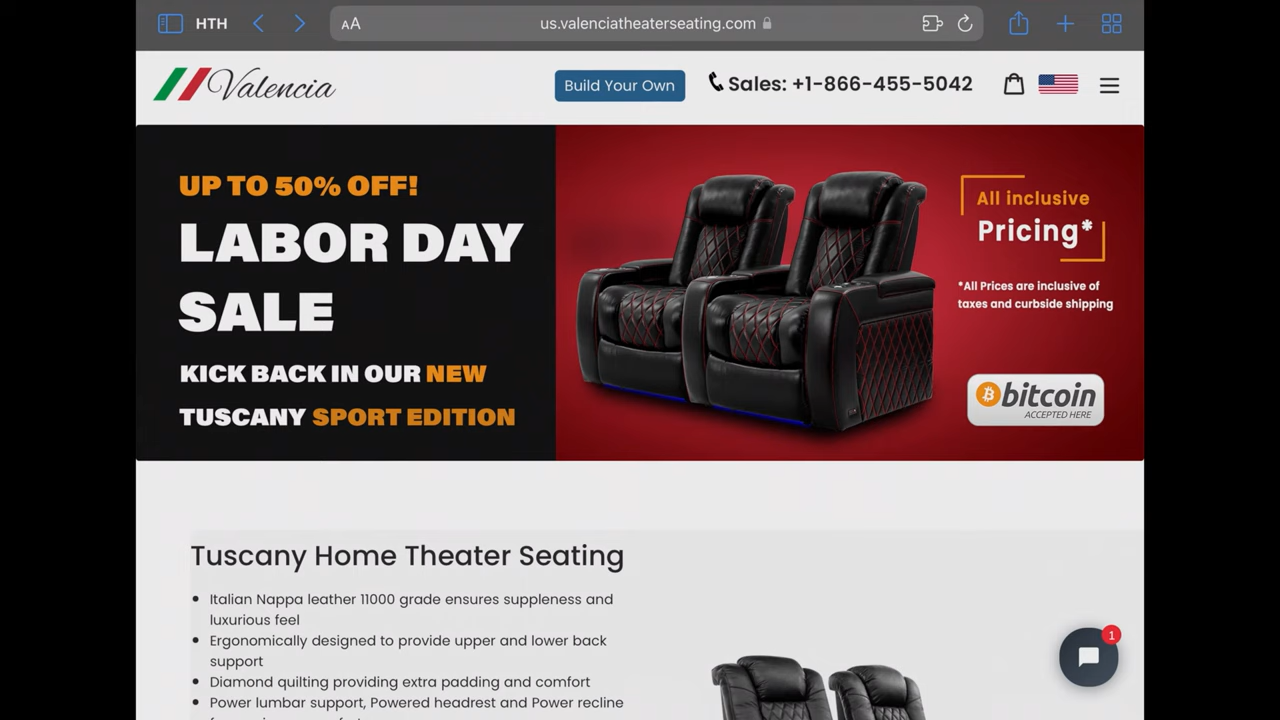 HTH
AA
us.valenciatheaterseating.com
Valencia
Build Your Own
Sales: +1-866-455-5042
UP TO 50% OFF!
LABOR DAY
SALE
KICK BACK IN OUR NEW
TUSCANY SPORT EDITION
All inclusive
Pricing*
*All Prices are inclusive of
taxes and curbside shipping
bitcoin
ACCEPTED HERE
Tuscany Home Theater Seating
• Italian Nappa leather 11000 grade ensures suppleness and
luxurious feel
• Ergonomically designed to provide upper and lower back
support
• Diamond quilting providing extra padding and comfort
• Power lumbar support, Powered headrest and Power recline
1